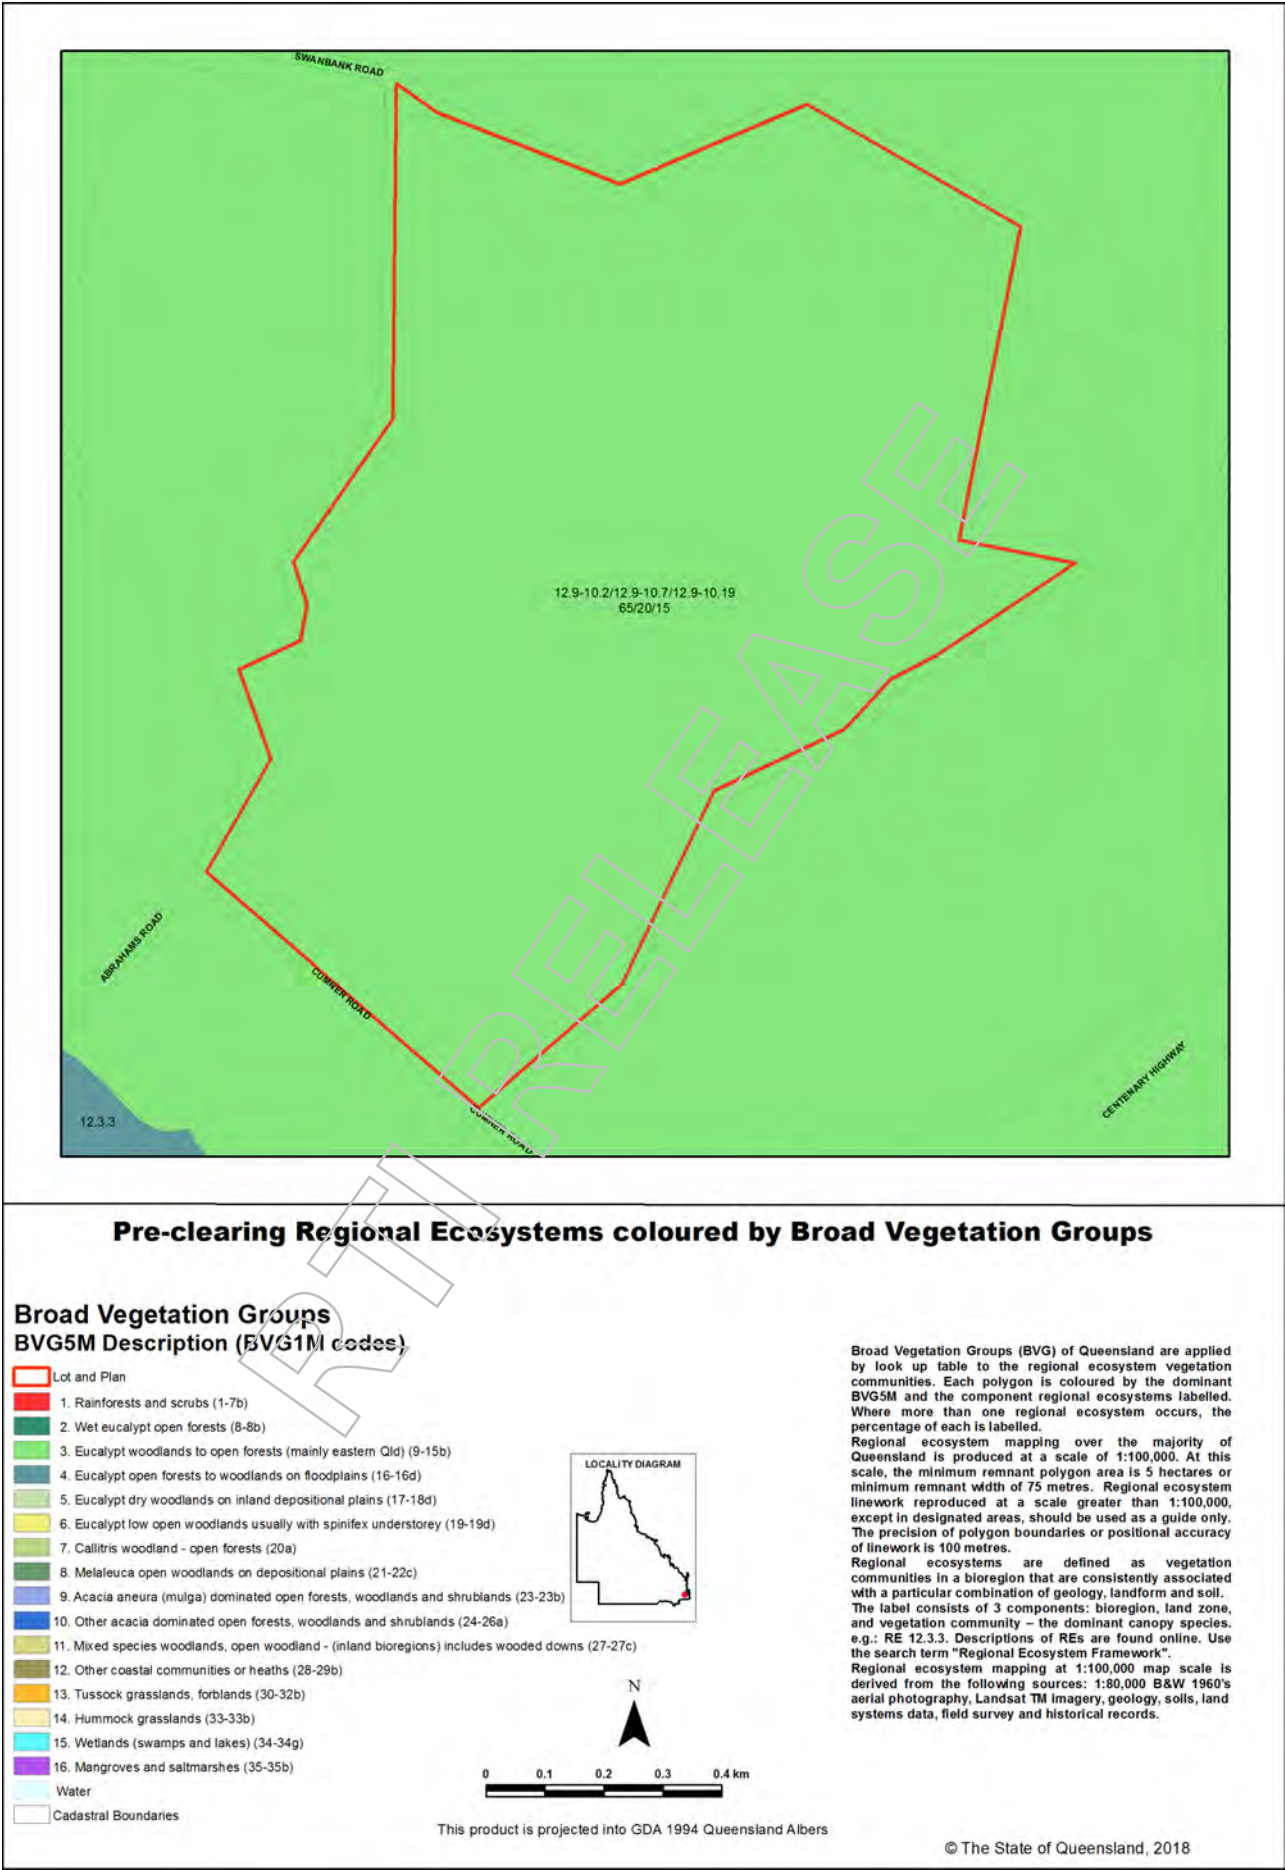 SWANBANK ROAD
12.9-10.2/12.9-10.7/12.9-10.19
65/20/15
ABRAHAMS ROAD
CUMNER ROAD
CENTENARY HIGHWAY
12.3.3
CUMNER ROAD
RTI RELEASE
Pre-clearing Regional Ecosystems coloured by Broad Vegetation Groups
Broad Vegetation Groups
BVG5M Description (BVG1M codes)
Lot and Plan
1. Rainforests and scrubs (1-7b)
2. Wet eucalypt open forests (8-8b)
3. Eucalypt woodlands to open forests (mainly eastern Qld) (9-15b)
4. Eucalypt open forests to woodlands on floodplains (16-16d)
5. Eucalypt dry woodlands on inland depositional plains (17-18d)
6. Eucalypt low open woodlands usually with spinifex understorey (19-19d)
7. Callitris woodland - open forests (20a)
8. Melaleuca open woodlands on depositional plains (21-22c)
9. Acacia aneura (mulga) dominated open forests, woodlands and shrublands (23-23b)
10. Other acacia dominated open forests, woodlands and shrublands (24-26a)
11. Mixed species woodlands, open woodland - (inland bioregions) includes wooded downs (27-27c)
12. Other coastal communities or heaths (28-29b)
13. Tussock grasslands, forblands (30-32b)
14. Hummock grasslands (33-33b)
15. Wetlands (swamps and lakes) (34-34g)
16. Mangroves and saltmarshes (35-35b)
Water
Cadastral Boundaries
LOCALITY DIAGRAM
N
0 0.1 0.2 0.3 0.4 km
This product is projected into GDA 1994 Queensland Albers
Broad Vegetation Groups (BVG) of Queensland are applied
by look up table to the regional ecosystem vegetation
communities. Each polygon is coloured by the dominant
BVG5M and the component regional ecosystems labelled.
Where more than one regional ecosystem occurs, the
percentage of each is labelled.
Regional ecosystem mapping over the majority of
Queensland is produced at a scale of 1:100,000. At this
scale, the minimum remnant polygon area is 5 hectares or
minimum remnant width of 75 metres. Regional ecosystem
linework reproduced at a scale greater than 1:100,000,
except in designated areas, should be used as a guide only.
The precision of polygon boundaries or positional accuracy
of linework is 100 metres.
Regional ecosystems are defined as vegetation
communities in a bioregion that are consistently associated
with a particular combination of geology, landform and soil.
The label consists of 3 components: bioregion, land zone,
and vegetation community – the dominant canopy species.
e.g.: RE 12.3.3. Descriptions of REs are found online. Use
the search term "Regional Ecosystem Framework".
Regional ecosystem mapping at 1:100,000 map scale is
derived from the following sources: 1:80,000 B&W 1960's
aerial photography, Landsat TM imagery, geology, soils, land
systems data, field survey and historical records.
© The State of Queensland, 2018